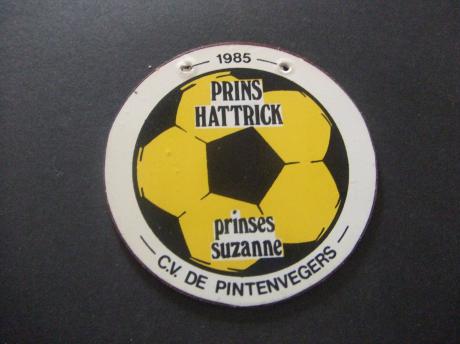 1985
PRINS
HATTRICK
prinses
suzanne
C.V. DE PINTENVEGERS